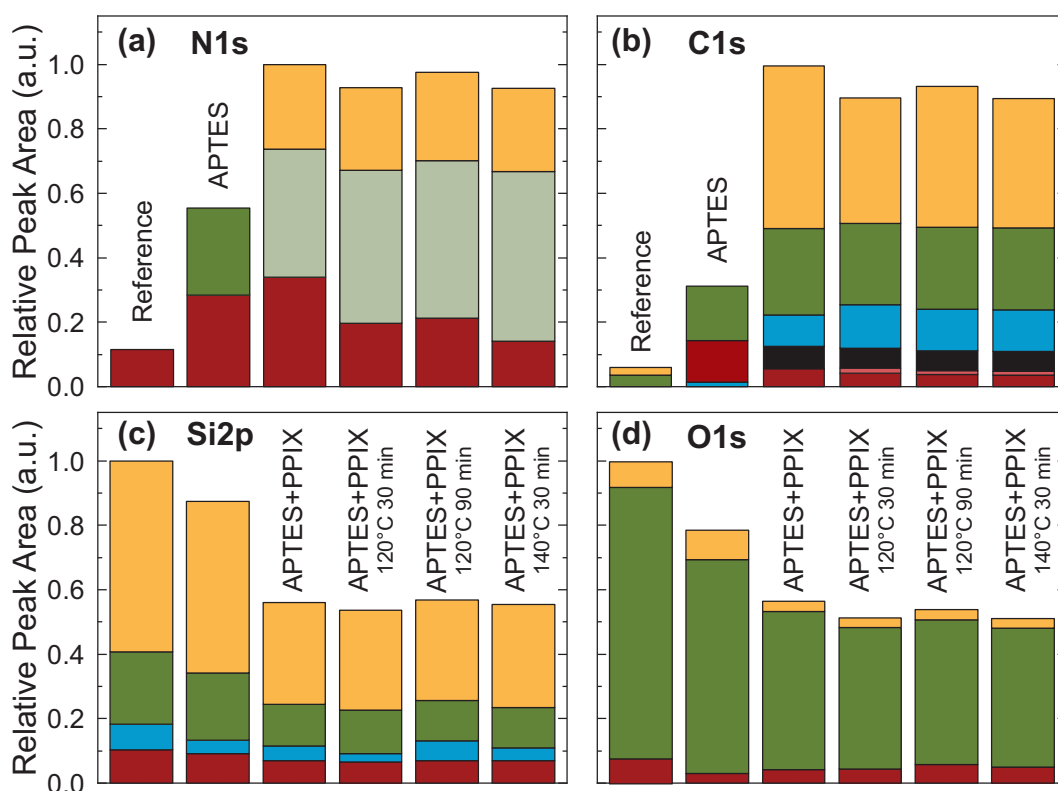 (a) N1s
(b) C1s
Relative Peak Area (a.u.)
1.0
0.8
0.6
0.4
0.2
0.0
Reference
APTES
Reference
APTES
(c) Si2p
(d) O1s
Relative Peak Area (a.u.)
1.0
0.8
0.6
0.4
0.2
0.0
APTES+PPIX
APTES+PPIX
120°C 30 min
APTES+PPIX
120°C 90 min
APTES+PPIX
140°C 30 min
APTES+PPIX
APTES+PPIX
120°C 30 min
APTES+PPIX
120°C 90 min
APTES+PPIX
140°C 30 min